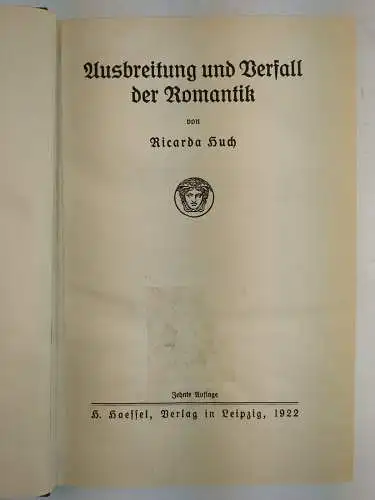 Ausbreitung und Verfall
der Romantik
von
Ricarda Huch
Zehnte Auflage
H. Haessel, Verlag in Leipzig, 1922